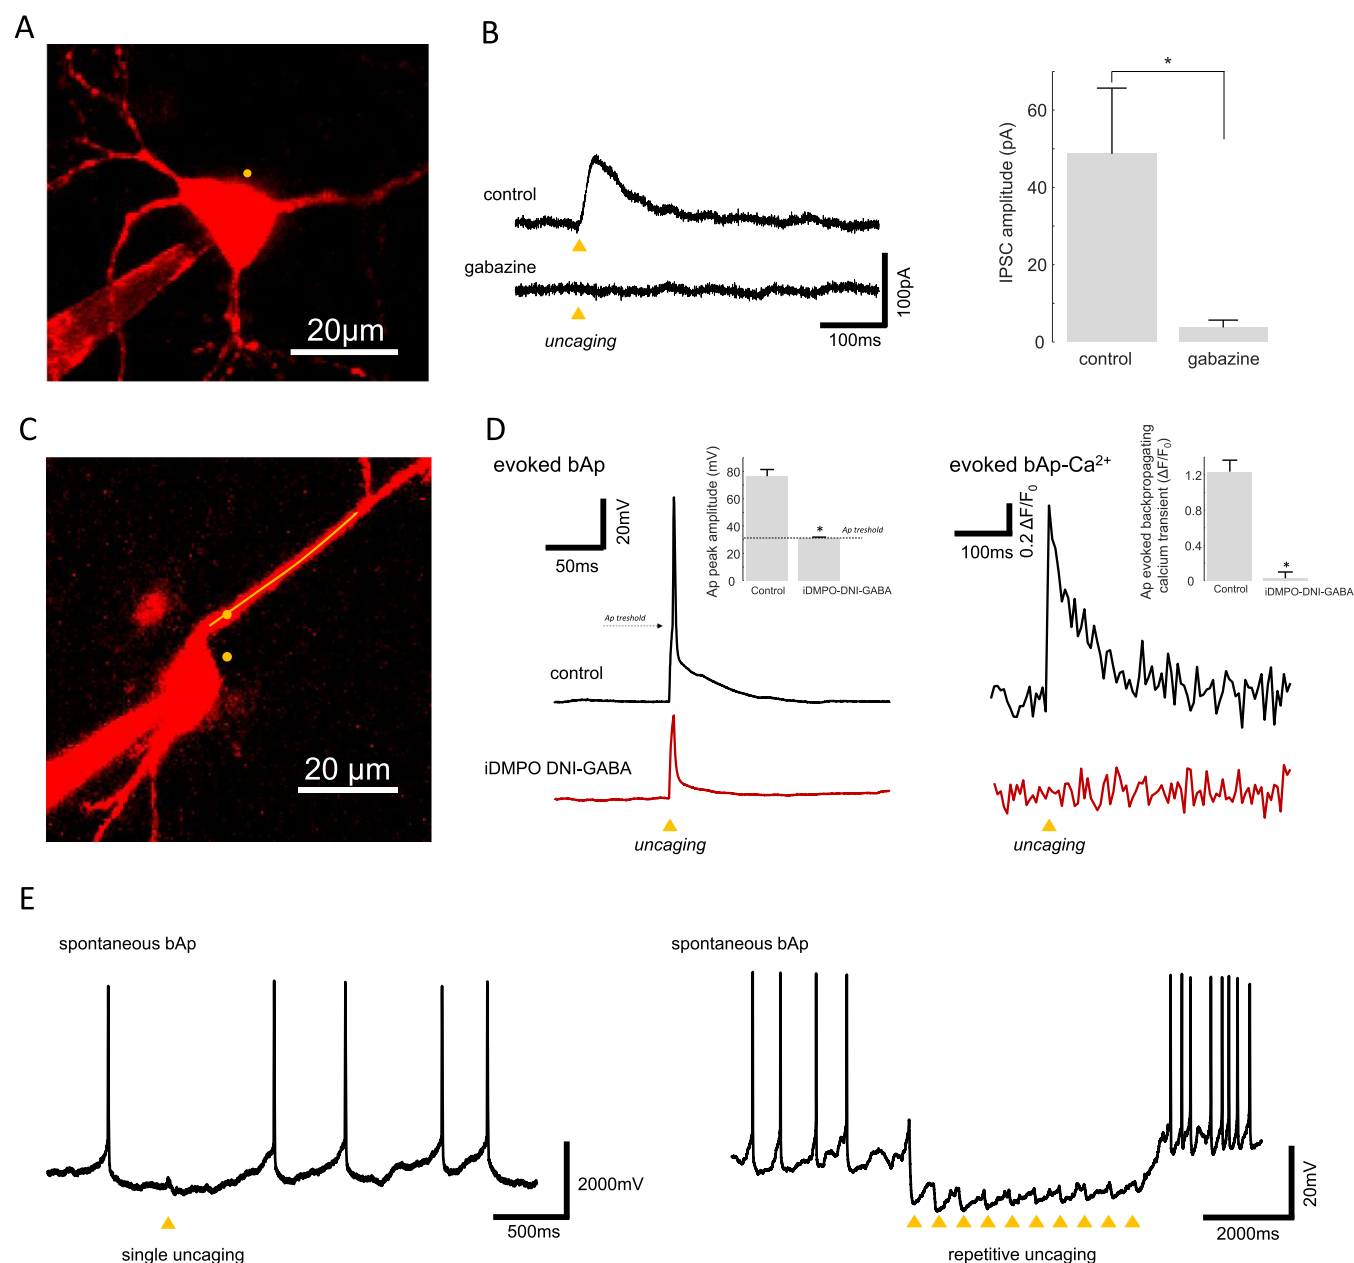 A
20µm
B
control
gabazine
uncaging
100pA
100ms
IPSC amplitude (pA)
60
40
20
0
*
control
gabazine
C
20 µm
D
evoked bAp
20mV
50ms
Ap peak amplitude (mV)
80
60
40
20
0
*
Ap treshold
Control
iDMPO-DNI-GABA
Ap treshold
control
iDMPO DNI-GABA
uncaging
evoked bAp-Ca²⁺
0.2 ΔF/F₀
100ms
Ap evoked backpropagating
calcium transient (ΔF/F₀)
1.2
0.8
0.4
0
*
Control
iDMPO-DNI-GABA
uncaging
E
spontaneous bAp
2000mV
500ms
single uncaging
spontaneous bAp
20mV
2000ms
repetitive uncaging